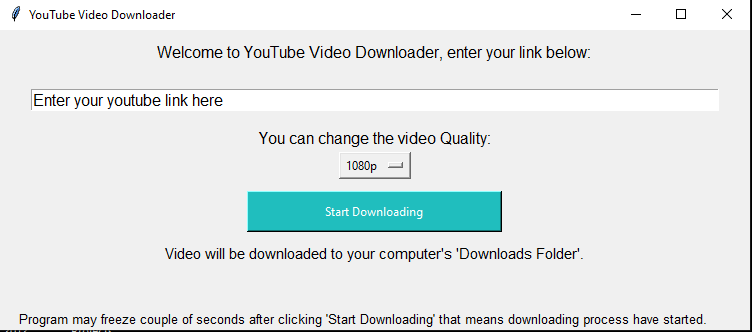 YouTube Video Downloader
Welcome to YouTube Video Downloader, enter your link below:
Enter your youtube link here
You can change the video Quality:
1080p
Start Downloading
Video will be downloaded to your computer's 'Downloads Folder'.
Program may freeze couple of seconds after clicking 'Start Downloading' that means downloading process have started.